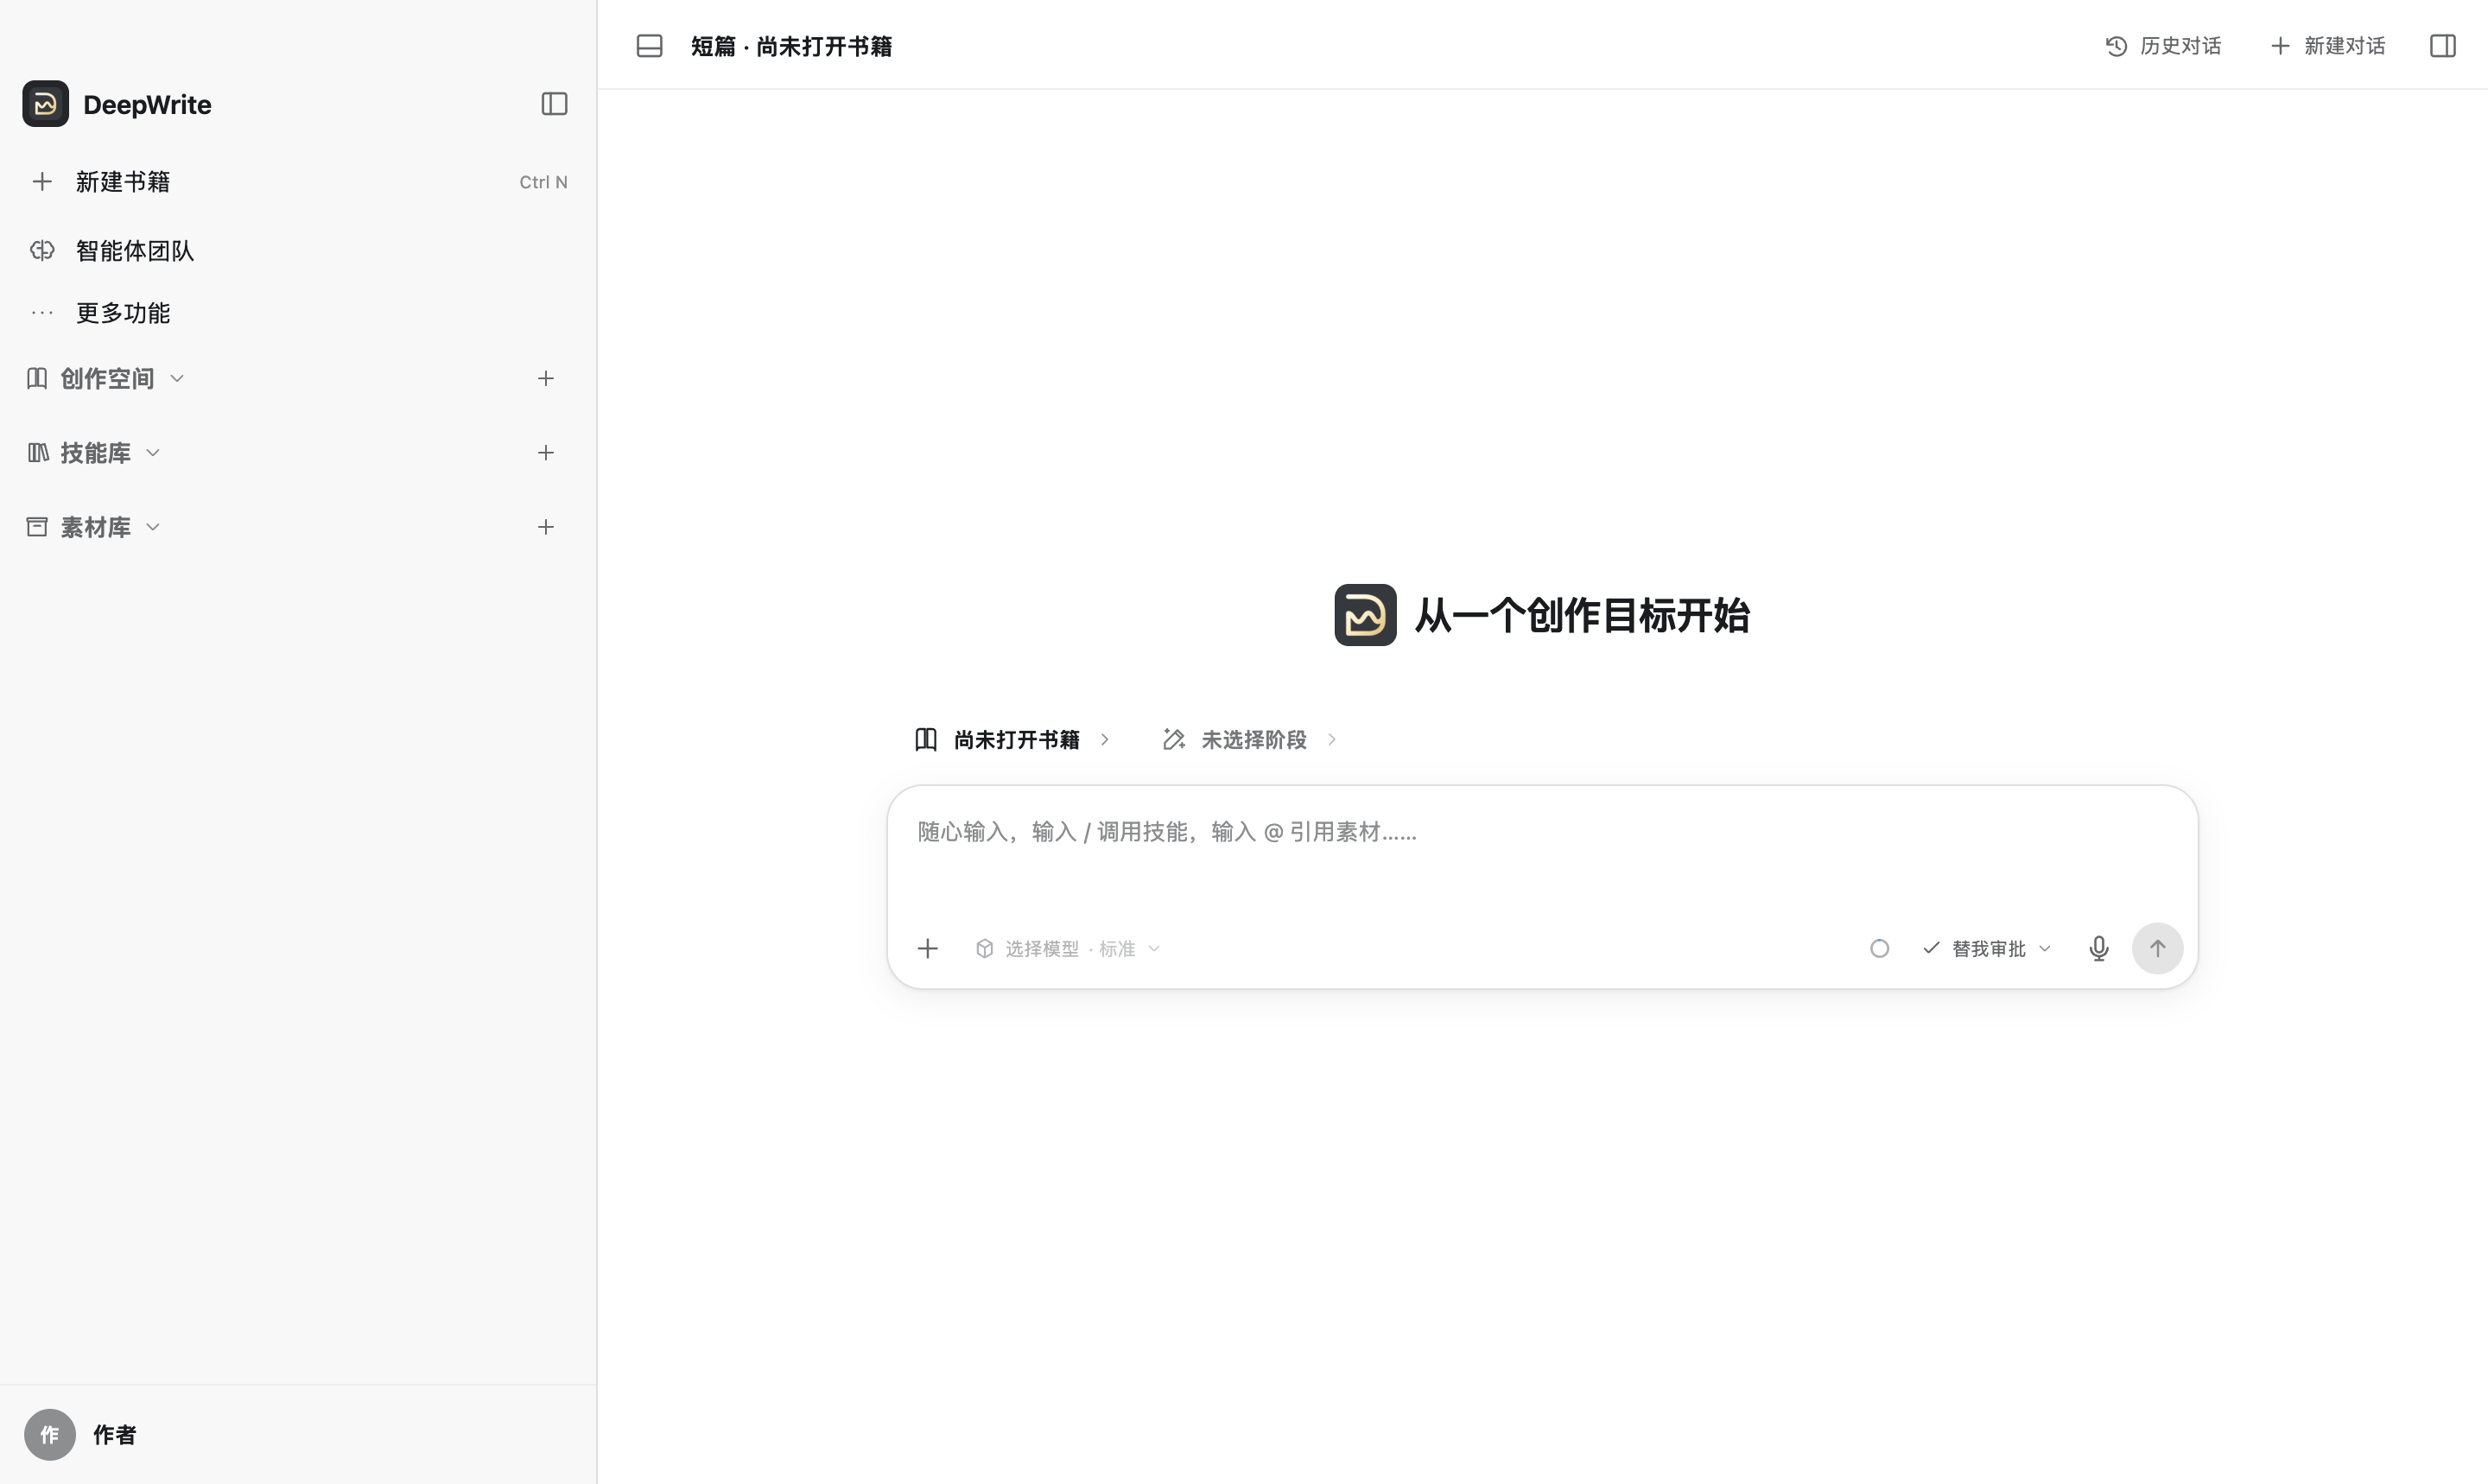 短篇 · 尚未打开书籍
历史对话
新建对话
DeepWrite
新建书籍
Ctrl N
智能体团队
更多功能
创作空间
技能库
素材库
从一个创作目标开始
尚未打开书籍
未选择阶段
随心输入，输入 / 调用技能，输入 @ 引用素材……
选择模型 · 标准
替我审批
作
作者